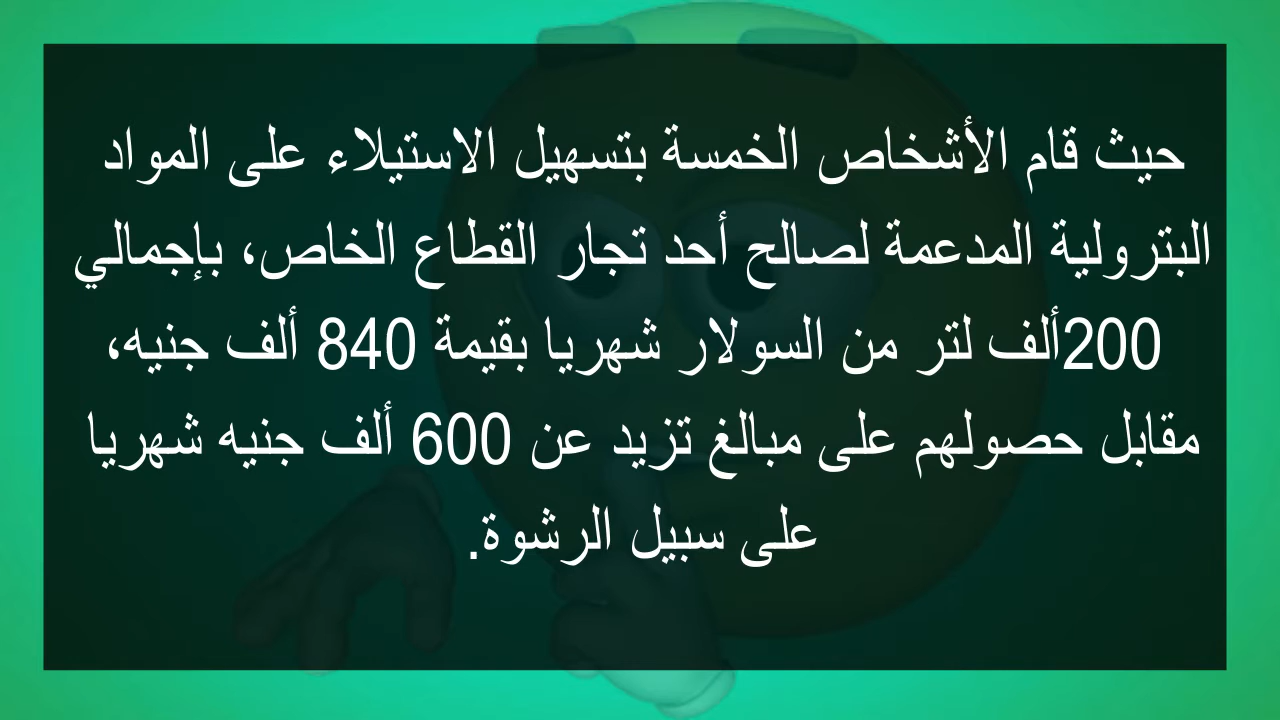 حيث قام الأشخاص الخمسة بتسهيل الاستيلاء على المواد
البترولية المدعمة لصالح أحد تجار القطاع الخاص، بإجمالي
200ألف لتر من السولار شهريا بقيمة 840 ألف جنيه،
مقابل حصولهم على مبالغ تزيد عن 600 ألف جنيه شهريا
على سبيل الرشوة.